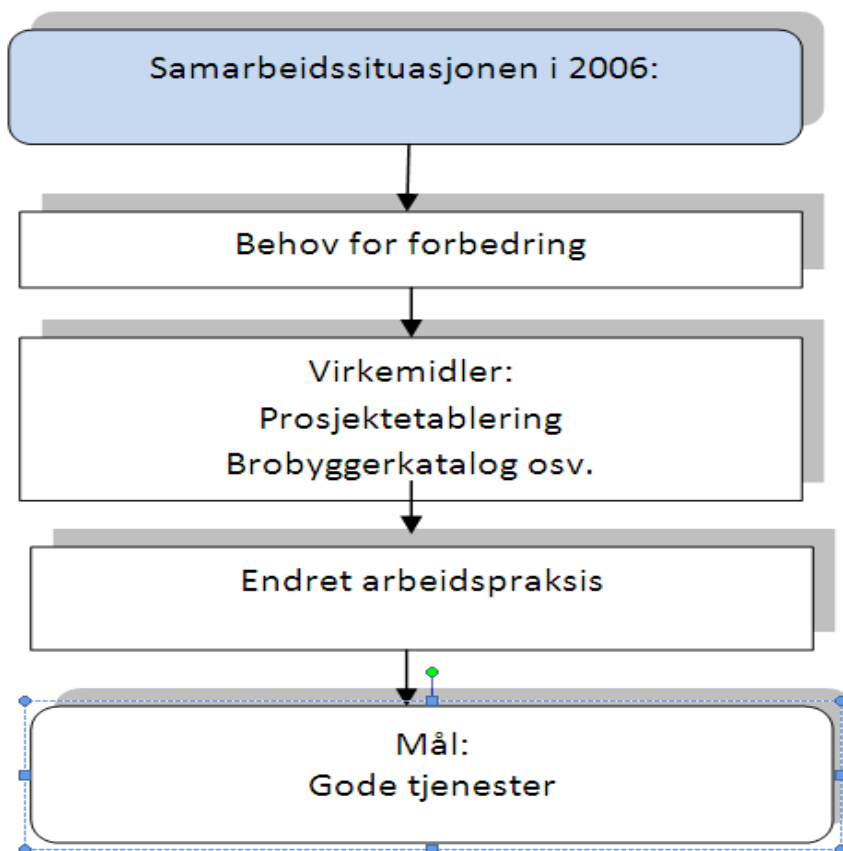 Samarbeidssituasjonen i 2006:
Behov for forbedring
Virkemidler:
Prosjektetablering
Brobyggerkatalog osv.
Endret arbeidspraksis
Mål:
Gode tjenester